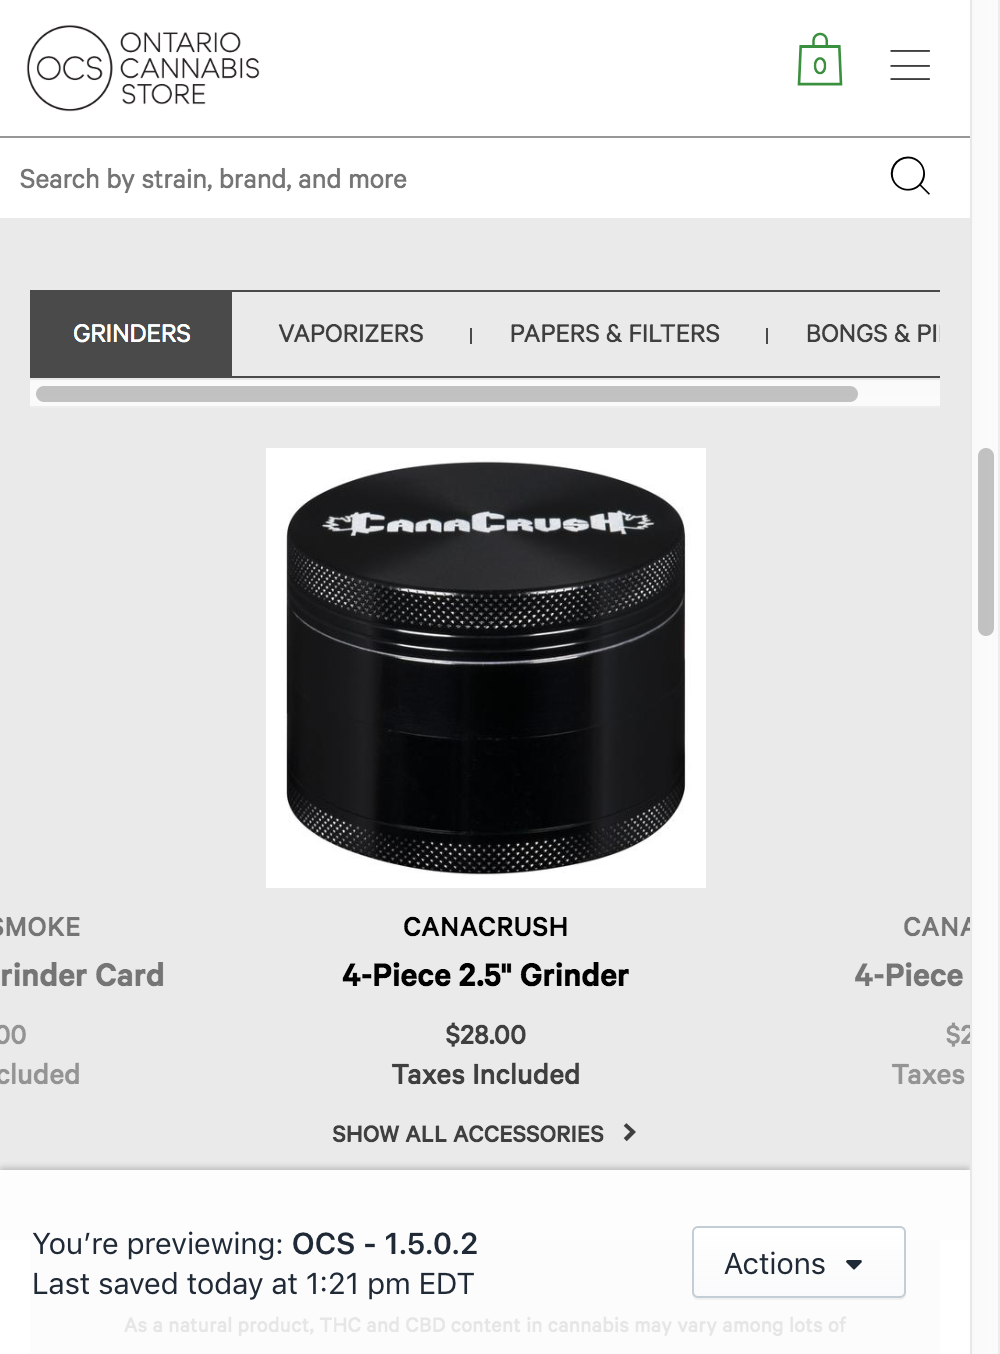 OCS
ONTARIO
CANNABIS
STORE
0
Search by strain, brand, and more
GRINDERS
VAPORIZERS | PAPERS & FILTERS | BONGS &
CANACRUSH
SMOKE
CANACRUSH
CANA
rinder Card
4-Piece 2.5" Grinder
4-Piece
00
$28.00
$2
cluded
Taxes Included
Taxes
SHOW ALL ACCESSORIES
You’re previewing: OCS - 1.5.0.2
Last saved today at 1:21 pm EDT
Actions
As a natural product, THC and CBD content in cannabis may vary among lots of